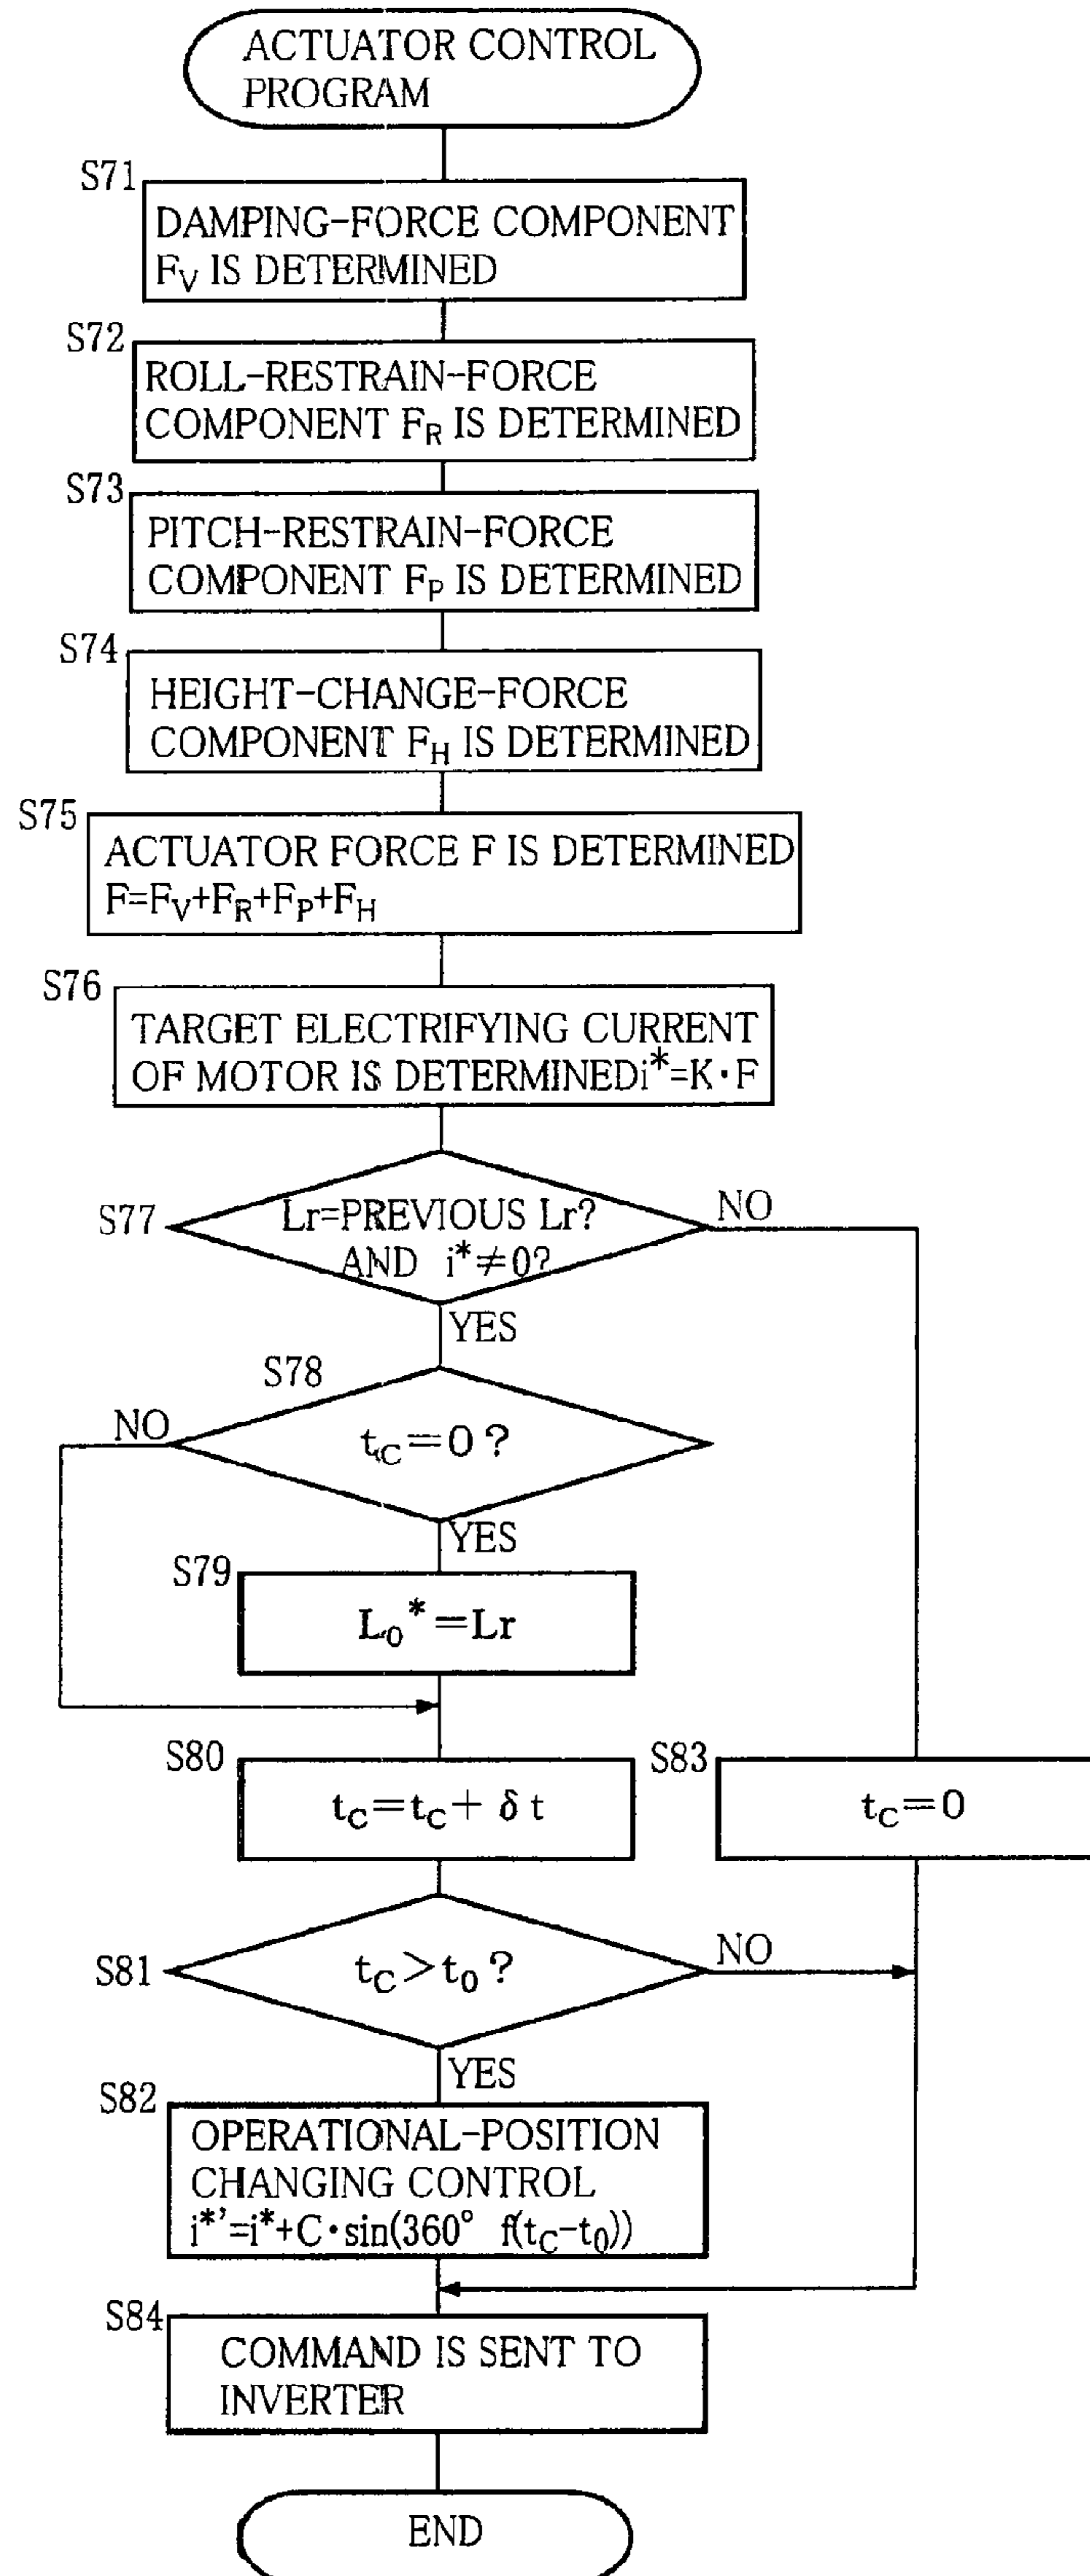 ACTUATOR CONTROL
PROGRAM
S71
DAMPING-FORCE COMPONENT
F_V IS DETERMINED
S72
ROLL-RESTRAIN-FORCE
COMPONENT F_R IS DETERMINED
S73
PITCH-RESTRAIN-FORCE
COMPONENT F_P IS DETERMINED
S74
HEIGHT-CHANGE-FORCE
COMPONENT F_H IS DETERMINED
S75
ACTUATOR FORCE F IS DETERMINED
F=F_V+F_R+F_P+F_H
S76
TARGET ELECTRIFYING CURRENT
OF MOTOR IS DETERMINED i*=K·F
S77
Lr=PREVIOUS Lr?
AND i*≠0?
NO
YES
S78
t_C=0?
NO
YES
S79
L_0*=Lr
S80
t_C=t_C+δt
S83
t_C=0
S81
t_C>t_0?
NO
YES
S82
OPERATIONAL-POSITION
CHANGING CONTROL
i*'=i*+C·sin(360° f(t_C-t_0))
S84
COMMAND IS SENT TO
INVERTER
END